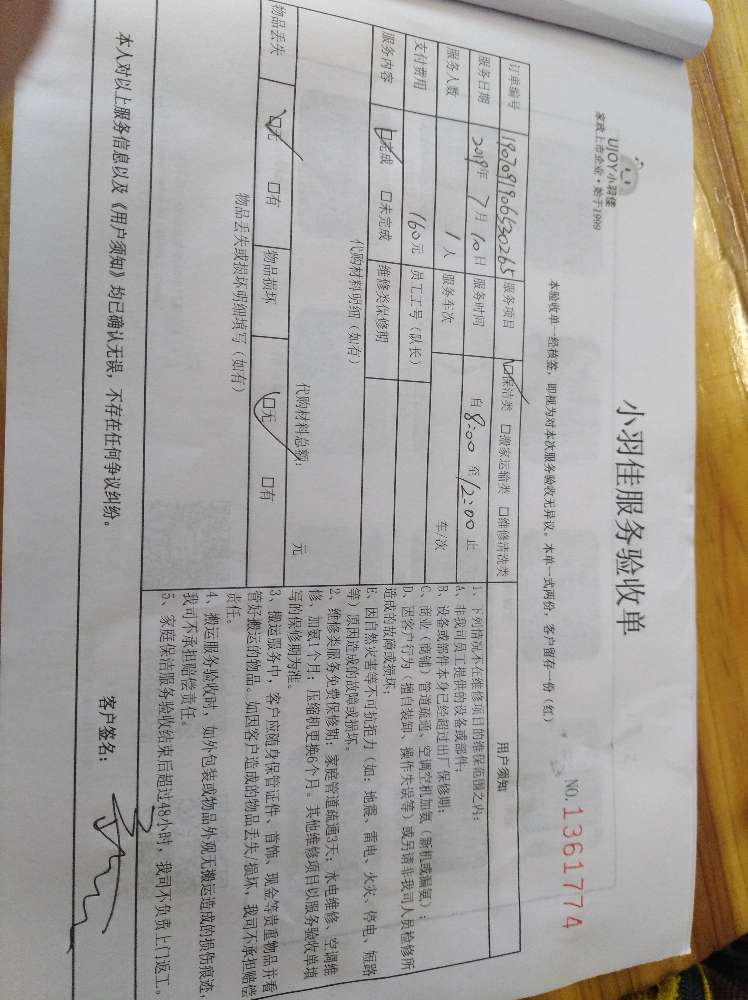 UJOY小羽佳
家政上市企业·始于1999
小羽佳服务验收单
本验收单一经核签，即视为对本次服务验收无异议。本单一式两份，客户留存一份（红）
NO.1361774
订单编号 1907091906530265 服务项目 ☑保洁类 □搬家运输类 □维修清洗类
服务日期 2019年7月10日 服务时间 自8:00至12:00止
服务人数 1人 服务车次 车/次
支付费用 160元 员工工号（队长）
服务内容 ☑完成 □未完成 维修类保修期
代购材料明细（如有）
代购材料总额： 元
物品丢失 ☑无 □有 物品损坏 ☑无 □有
物品丢失或损坏明细填写（如有）
用户须知
1、下列情况不在维修项目的维保范围之内：
A、非我司员工提供的设备或部件；
B、设备或部件本身已经超过出厂保修期；
C、商业（商铺）管道疏通、空调空机加氨（新机或漏氨）；
D、因客户行为（擅自装卸、操作失误等）或另请非我司人员检修所
造成的故障或损坏；
E、因自然灾害等不可抗拒力（如：地震、雷电、火灾、停电、短路
等）原因造成的故障或损坏。
2、维修类服务免费保修期：家庭管道疏通3天；水电维修、空调维
修、加氨1个月；压缩机更换6个月。其他维修项目以服务验收单填
写的保修期为准。
3、搬运服务中，客户应随身保管证件、首饰、现金等贵重物品并看
管好搬运的物品。如因客户造成的物品丢失/损坏，我司不承担赔偿
责任。
4、搬运服务验收时，如外包装或物品外观无搬运造成的损伤痕迹，
我司不承担赔偿责任。
5、家庭保洁服务验收结束后超过48小时，我司不负责上门返工。
本人对以上服务信息以及《用户须知》均已确认无误，不存在任何争议纠纷。
客户签名：